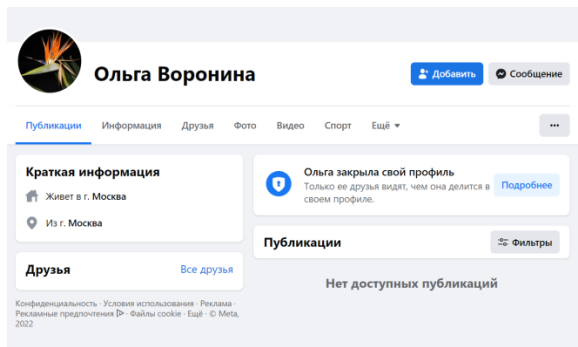 Ольга Воронина
Добавить
Сообщение
Публикации Информация Друзья Фото Видео Спорт Ещё
Краткая информация
Живет в г. Москва
Из г. Москва
Друзья Все друзья
Конфиденциальность · Условия использования · Реклама ·
Рекламные предпочтения · Файлы cookie · Ещё · © Meta,
2022
Ольга закрыла свой профиль
Только ее друзья видят, чем она делится в
своем профиле.
Подробнее
Публикации
Фильтры
Нет доступных публикаций